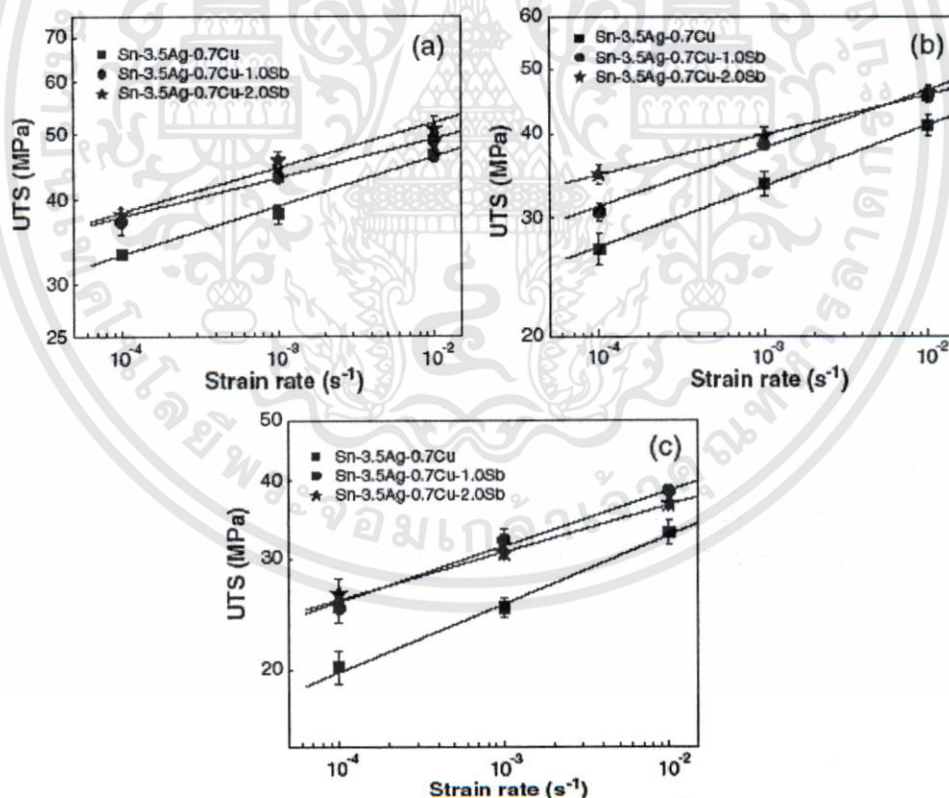 (a)
Sn-3.5Ag-0.7Cu
Sn-3.5Ag-0.7Cu-1.0Sb
Sn-3.5Ag-0.7Cu-2.0Sb
UTS (MPa)
70
60
50
40
30
25
10⁻⁴
10⁻³
10⁻²
Strain rate (s⁻¹)
(b)
Sn-3.5Ag-0.7Cu
Sn-3.5Ag-0.7Cu-1.0Sb
Sn-3.5Ag-0.7Cu-2.0Sb
UTS (MPa)
60
50
40
30
20
10⁻⁴
10⁻³
10⁻²
Strain rate (s⁻¹)
(c)
Sn-3.5Ag-0.7Cu
Sn-3.5Ag-0.7Cu-1.0Sb
Sn-3.5Ag-0.7Cu-2.0Sb
UTS (MPa)
50
40
30
20
10⁻⁴
10⁻³
10⁻²
Strain rate (s⁻¹)